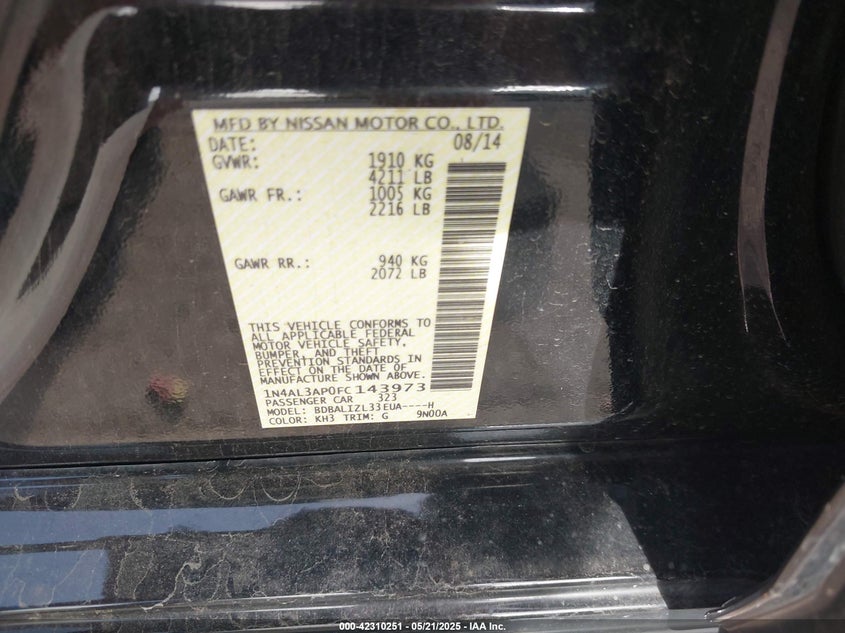 MFD BY NISSAN MOTOR CO., LTD.
DATE: 08/14
GVWR: 1910 KG
4211 LB
GAWR FR.: 1005 KG
2216 LB
GAWR RR.: 940 KG
2072 LB
THIS VEHICLE CONFORMS TO
ALL APPLICABLE FEDERAL
MOTOR VEHICLE SAFETY,
BUMPER, AND THEFT
PREVENTION STANDARDS IN
EFFECT ON THE DATE OF
MANUFACTURE SHOWN ABOVE.
1N4AL3AP0FC143973
PASSENGER CAR 323
MODEL: BDBALIZL33EUA----H
COLOR: KH3 TRIM: G 9N00A
000-42310251 - 05/21/2025 - IAA Inc.